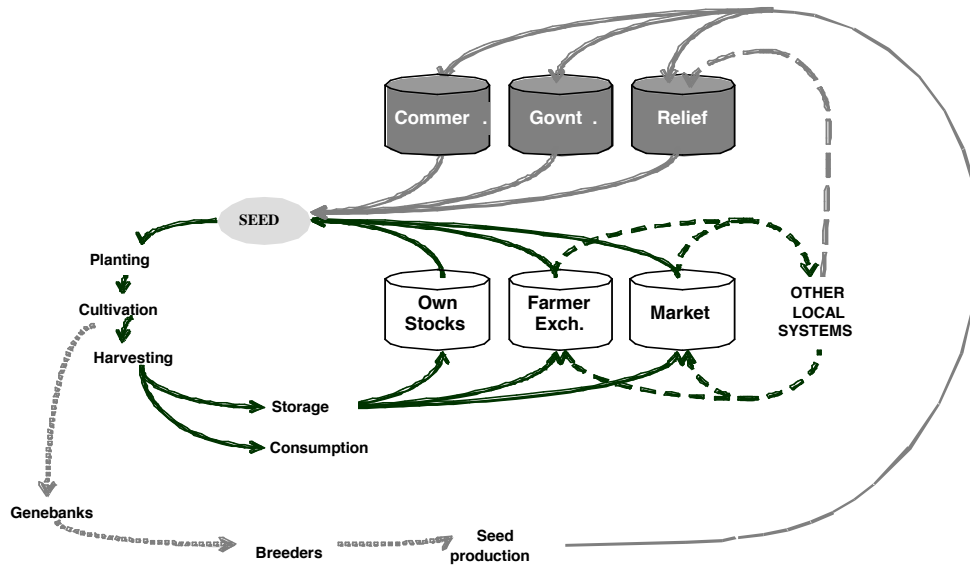 Commer .
Govnt .
Relief
SEED
Planting
Cultivation
Harvesting
Own
Stocks
Farmer
Exch.
Market
OTHER
LOCAL
SYSTEMS
Storage
Consumption
Genebanks
Breeders
Seed
production